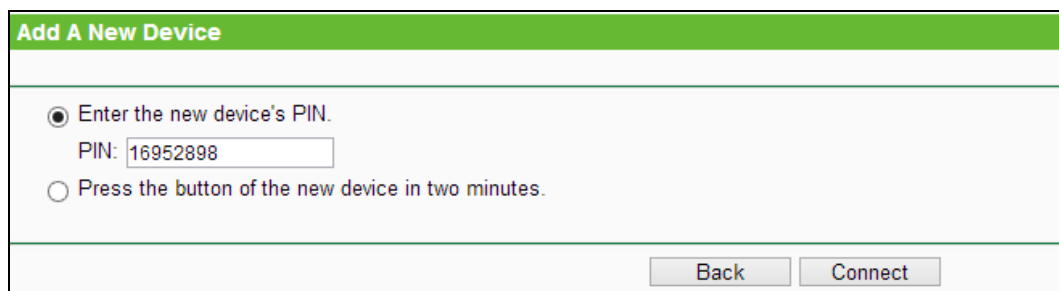 Add A New Device
Enter the new device's PIN.
PIN: 16952898
Press the button of the new device in two minutes.
Back Connect